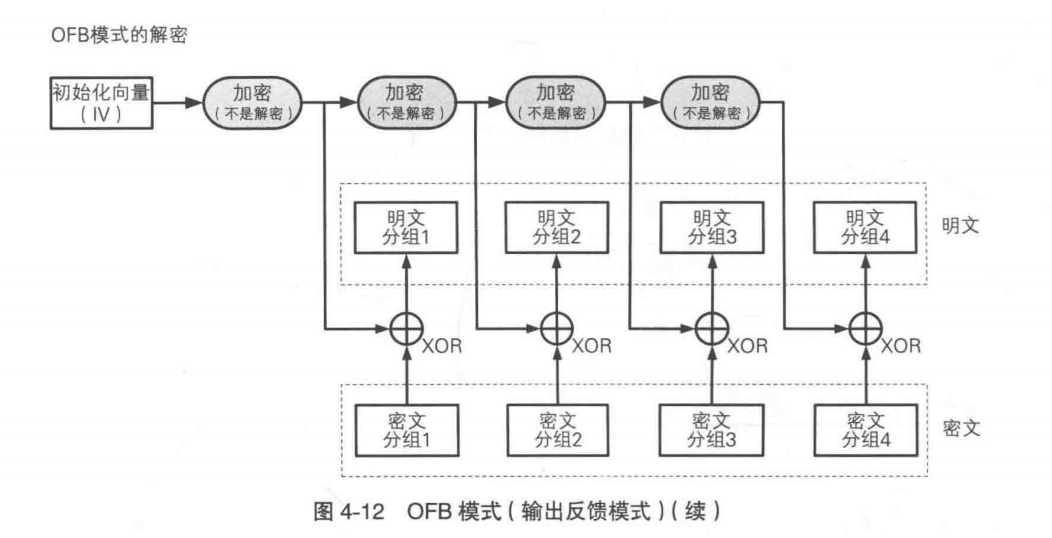 OFB模式的解密
初始化向量
（IV）
加密
（不是解密）
加密
（不是解密）
加密
（不是解密）
加密
（不是解密）
明文
分组1
明文
分组2
明文
分组3
明文
分组4
明文
XOR
XOR
XOR
XOR
密文
分组1
密文
分组2
密文
分组3
密文
分组4
密文
图 4-12 OFB 模式（输出反馈模式）（续）